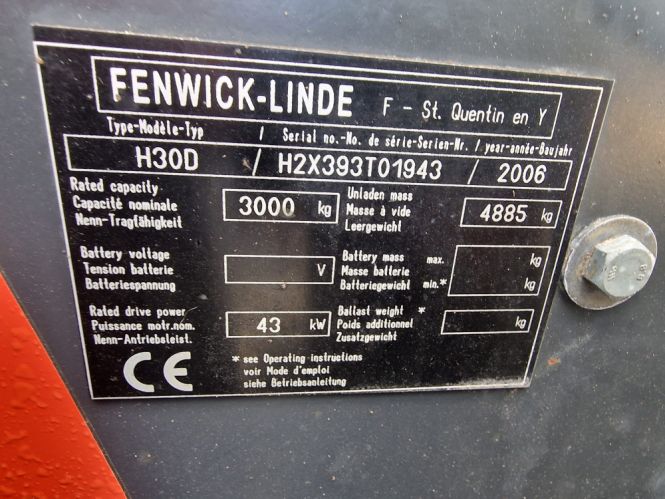 FENWICK-LINDE F - St. Quentin en Y
Type-Modèle-Typ / Serial no.-No. de série-Serien-Nr. / year-année-Baujahr
H30D / H2X393T01943 / 2006
Rated capacity
Capacité nominale
Nenn-Tragfähigkeit
3000 kg
Unladen mass
Masse à vide
Leergewicht
4885 kg
Battery voltage
Tension batterie
Batteriespannung
V
Battery mass max. kg
Masse batterie
Batteriegewicht min.* kg
Rated drive power
Puissance motr.nom.
Nenn-Antriebsleist.
43 kW
Ballast weight *
Poids additionnel
Zusatzgewicht
kg
CE
* see Operating instructions
voir Mode d'emploi
siehe Betriebsanleitung
8.8